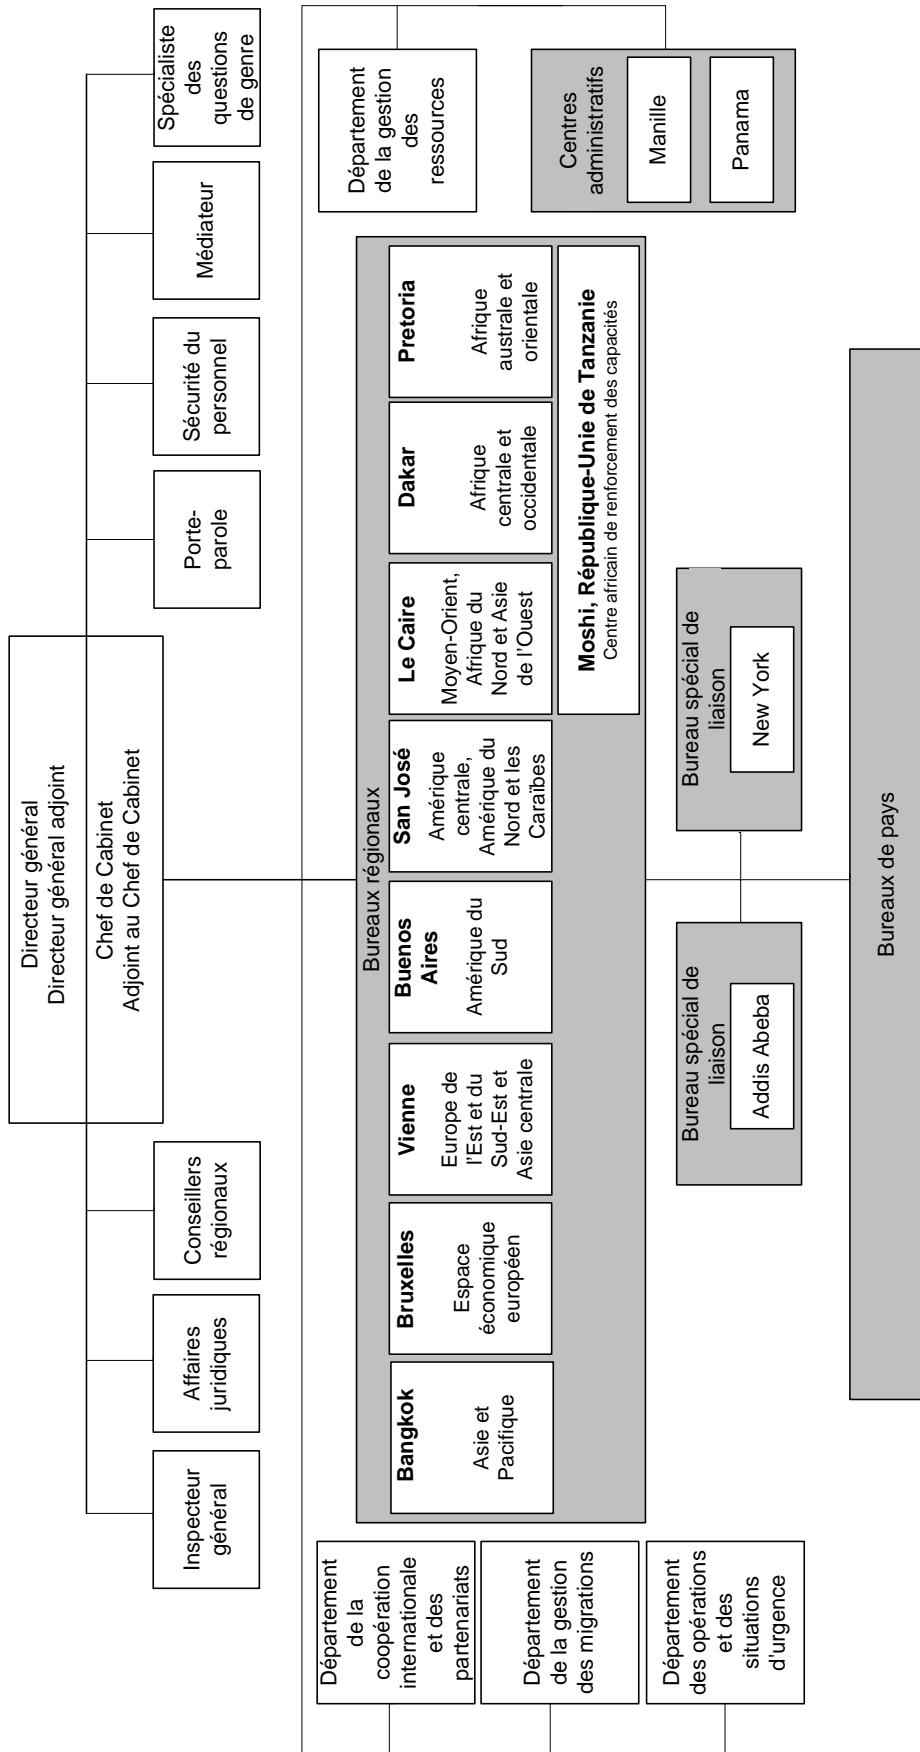 Directeur général
Directeur général adjoint
Chef de Cabinet
Adjoint au Chef de Cabinet
Inspecteur
général
Affaires
juridiques
Conseillers
régionaux
Porte-
parole
Sécurité du
personnel
Médiateur
Spécialiste
des
questions
de genre
Département
de la
coopération
internationale
et des
partenariats
Département
de la gestion
des migrations
Département
des opérations
et des
situations
d'urgence
Bureaux régionaux
Bangkok
Asie et
Pacifique
Bruxelles
Espace
économique
européen
Vienne
Europe de
l'Est et du
Sud-Est et
Asie centrale
Buenos
Aires
Amérique du
Sud
San José
Amérique
centrale,
Amérique du
Nord et les
Caraïbes
Le Caire
Moyen-Orient,
Afrique du
Nord et Asie
de l'Ouest
Dakar
Afrique
centrale et
occidentale
Pretoria
Afrique
australe et
orientale
Moshi, République-Unie de Tanzanie
Centre africain de renforcement des capacités
Département
de la gestion
des
ressources
Centres
administratifs
Manille
Panama
Bureau spécial de
liaison
Addis Abeba
Bureau spécial de
liaison
New York
Bureaux de pays